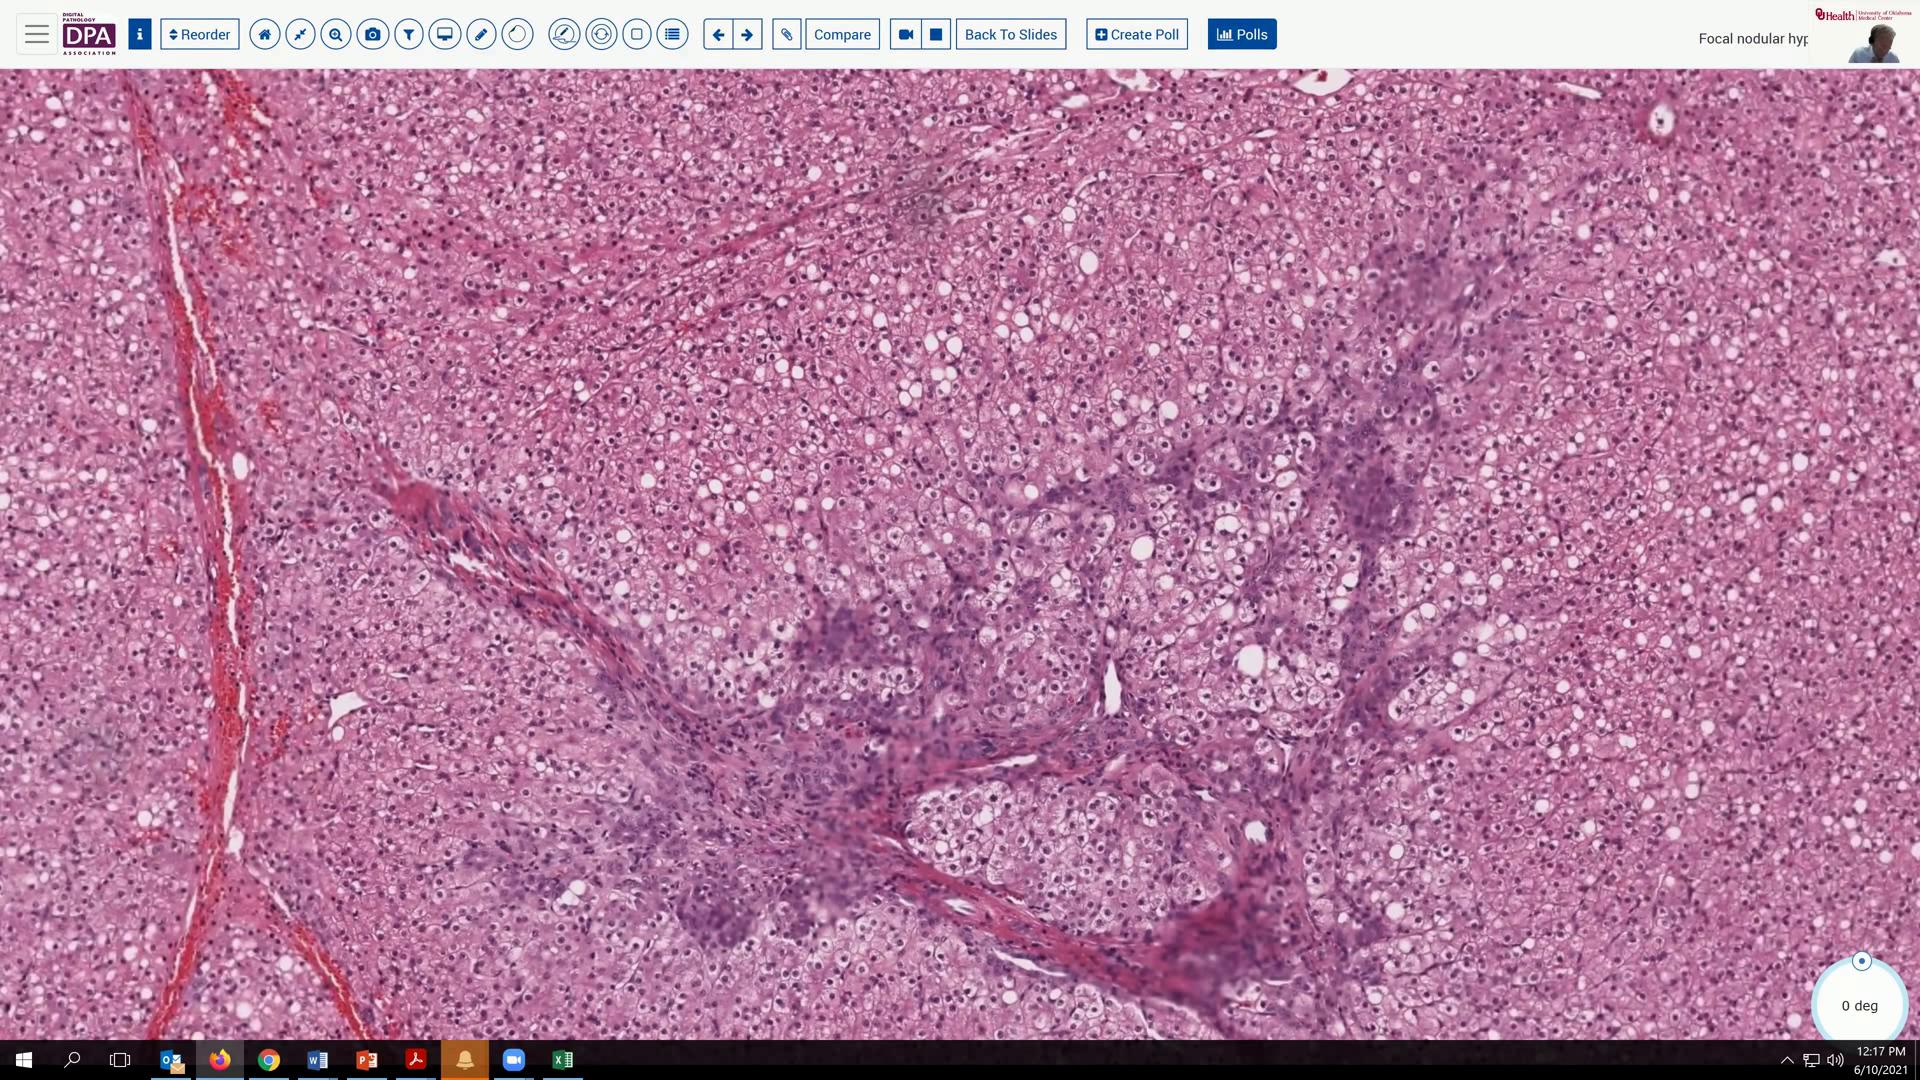 DIGITAL
PATHOLOGY
DPA
ASSOCIATION
Reorder
Compare
Back To Slides
Create Poll
Polls
Focal nodular hyp
OU Health | University of Oklahoma
Medical Center
0 deg
12:17 PM
6/10/2021